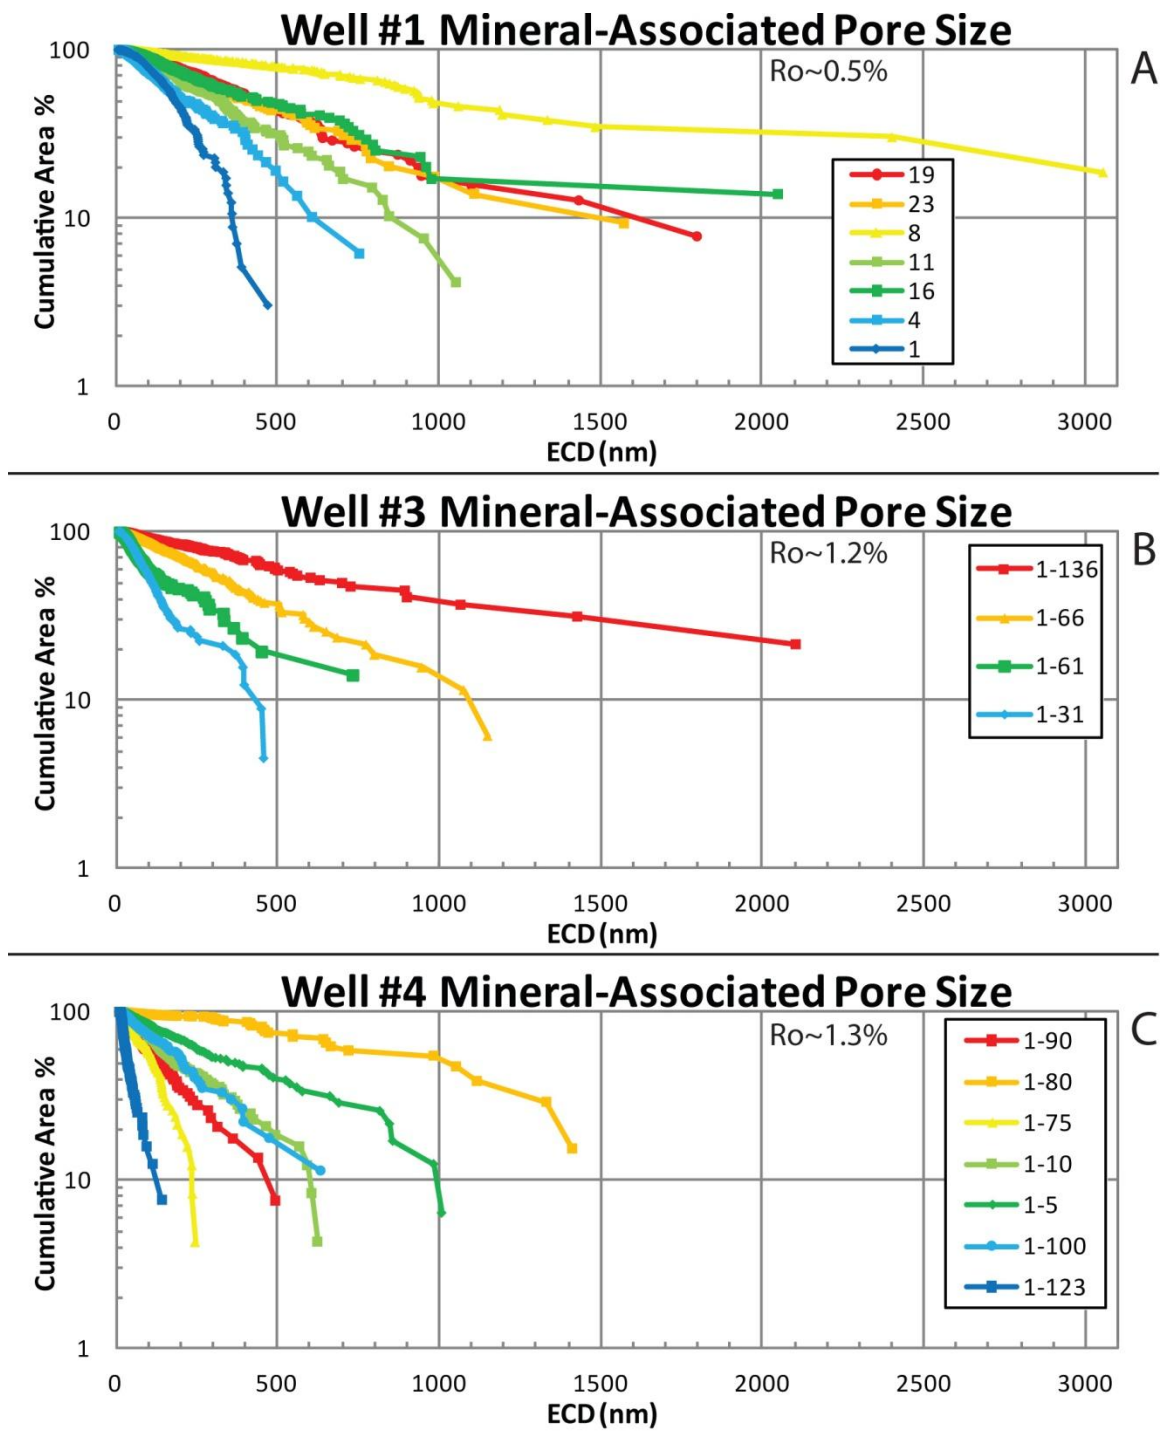 Well #1 Mineral-Associated Pore Size
A
Ro~0.5%
Cumulative Area %
100
10
1
19
23
8
11
16
4
1
0 500 1000 1500 2000 2500 3000
ECD (nm)
Well #3 Mineral-Associated Pore Size
B
Ro~1.2%
Cumulative Area %
100
10
1
1-136
1-66
1-61
1-31
0 500 1000 1500 2000 2500 3000
ECD (nm)
Well #4 Mineral-Associated Pore Size
C
Ro~1.3%
Cumulative Area %
100
10
1
1-90
1-80
1-75
1-10
1-5
1-100
1-123
0 500 1000 1500 2000 2500 3000
ECD (nm)